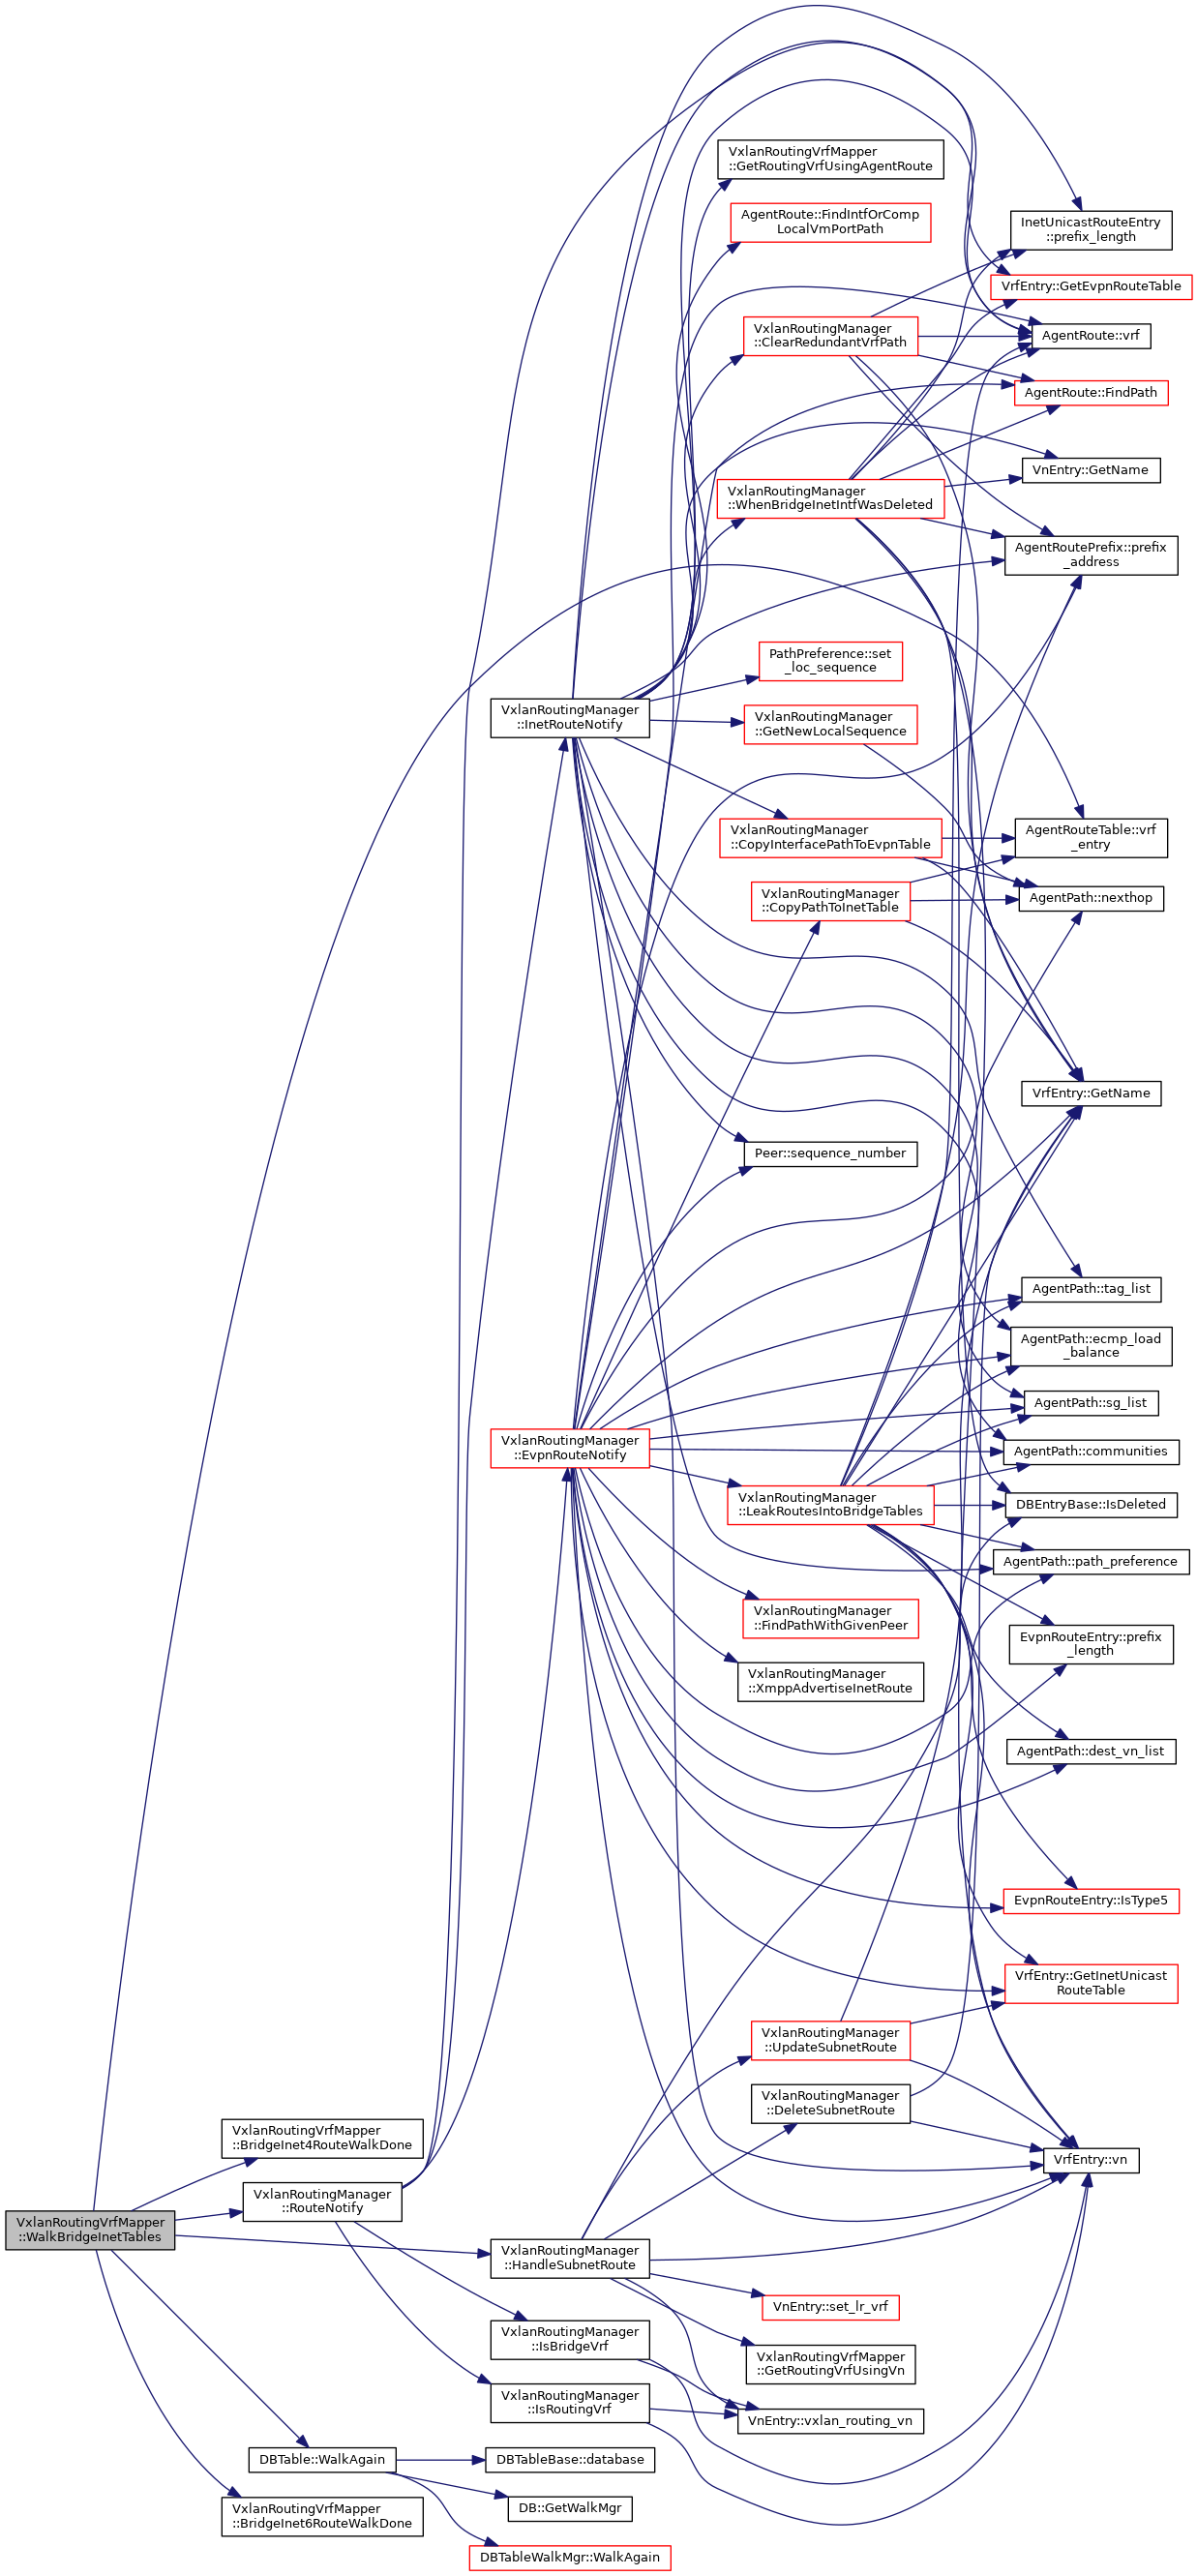 VxlanRoutingVrfMapper
::GetRoutingVrfUsingAgentRoute
AgentRoute::FindIntfOrComp
LocalVmPortPath
InetUnicastRouteEntry
::prefix_length
VrfEntry::GetEvpnRouteTable
VxlanRoutingManager
::ClearRedundantVrfPath
AgentRoute::vrf
AgentRoute::FindPath
VnEntry::GetName
VxlanRoutingManager
::WhenBridgeInetIntfWasDeleted
AgentRoutePrefix::prefix
_address
PathPreference::set
_loc_sequence
VxlanRoutingManager
::InetRouteNotify
VxlanRoutingManager
::GetNewLocalSequence
VxlanRoutingManager
::CopyInterfacePathToEvpnTable
AgentRouteTable::vrf
_entry
VxlanRoutingManager
::CopyPathToInetTable
AgentPath::nexthop
VrfEntry::GetName
Peer::sequence_number
AgentPath::tag_list
AgentPath::ecmp_load
_balance
AgentPath::sg_list
VxlanRoutingManager
::EvpnRouteNotify
AgentPath::communities
VxlanRoutingManager
::LeakRoutesIntoBridgeTables
DBEntryBase::IsDeleted
AgentPath::path_preference
VxlanRoutingManager
::FindPathWithGivenPeer
EvpnRouteEntry::prefix
_length
VxlanRoutingManager
::XmppAdvertiseInetRoute
AgentPath::dest_vn_list
EvpnRouteEntry::IsType5
VrfEntry::GetInetUnicast
RouteTable
VxlanRoutingManager
::UpdateSubnetRoute
VxlanRoutingManager
::DeleteSubnetRoute
VxlanRoutingVrfMapper
::BridgeInet4RouteWalkDone
VrfEntry::vn
VxlanRoutingManager
::RouteNotify
VxlanRoutingVrfMapper
::WalkBridgeInetTables
VxlanRoutingManager
::HandleSubnetRoute
VnEntry::set_lr_vrf
VxlanRoutingManager
::IsBridgeVrf
VxlanRoutingVrfMapper
::GetRoutingVrfUsingVn
VxlanRoutingManager
::IsRoutingVrf
VnEntry::vxlan_routing_vn
DBTable::WalkAgain
DBTableBase::database
VxlanRoutingVrfMapper
::BridgeInet6RouteWalkDone
DB::GetWalkMgr
DBTableWalkMgr::WalkAgain